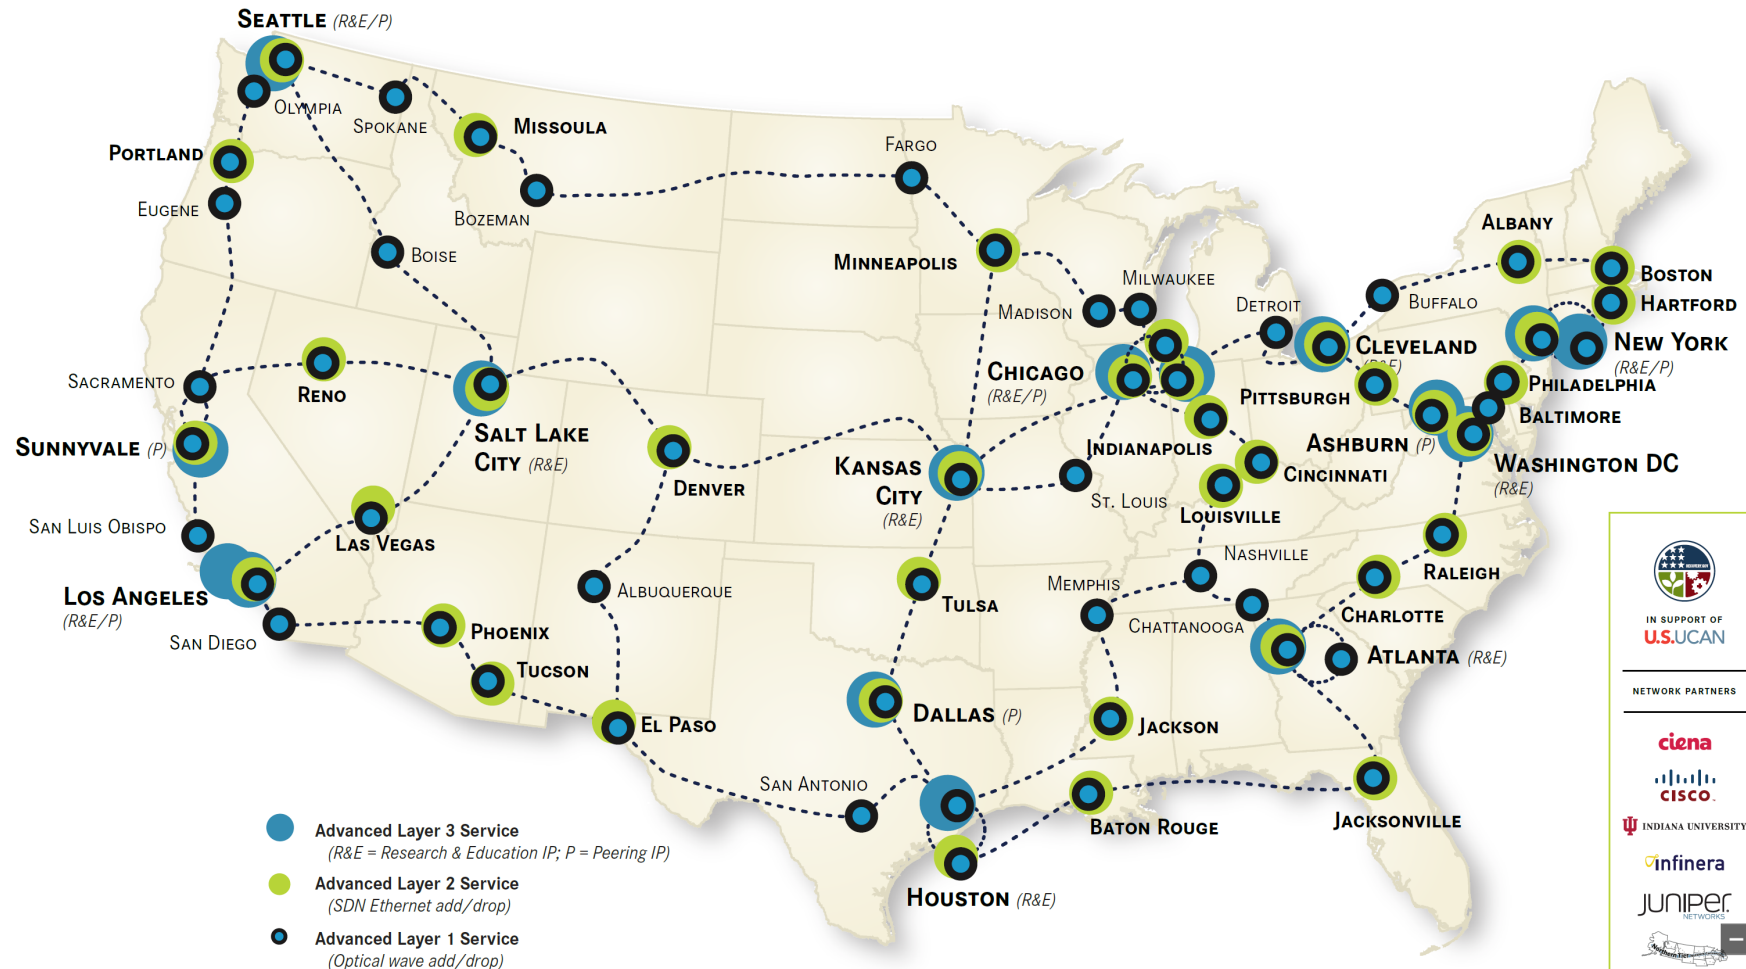 SEATTLE (R&E/P)
OLYMPIA
SPOKANE
MISSOULA
PORTLAND
EUGENE
BOZEMAN
BOISE
FARGO
MINNEAPOLIS
MADISON
MILWAUKEE
DETROIT
ALBANY
BUFFALO
BOSTON
HARTFORD
NEW YORK
(R&E/P)
CLEVELAND
(R&E)
CHICAGO
(R&E/P)
PITTSBURGH
PHILADELPHIA
BALTIMORE
ASHBURN (P)
WASHINGTON DC
(R&E)
SACRAMENTO
RENO
SUNNYVALE (P)
SALT LAKE
CITY (R&E)
DENVER
KANSAS
CITY
(R&E)
INDIANAPOLIS
CINCINNATI
ST. LOUIS
LOUISVILLE
SAN LUIS OBISPO
LAS VEGAS
LOS ANGELES
(R&E/P)
SAN DIEGO
PHOENIX
TUCSON
ALBUQUERQUE
EL PASO
TULSA
MEMPHIS
NASHVILLE
CHATTANOOGA
RALEIGH
CHARLOTTE
ATLANTA (R&E)
DALLAS (P)
JACKSON
SAN ANTONIO
BATON ROUGE
JACKSONVILLE
HOUSTON (R&E)
Advanced Layer 3 Service
(R&E = Research & Education IP; P = Peering IP)
Advanced Layer 2 Service
(SDN Ethernet add/drop)
Advanced Layer 1 Service
(Optical wave add/drop)
IN SUPPORT OF
U.S.UCAN
NETWORK PARTNERS
ciena
CISCO
INDIANA UNIVERSITY
infinera
JUNIPER
NETWORKS
Northern Tier